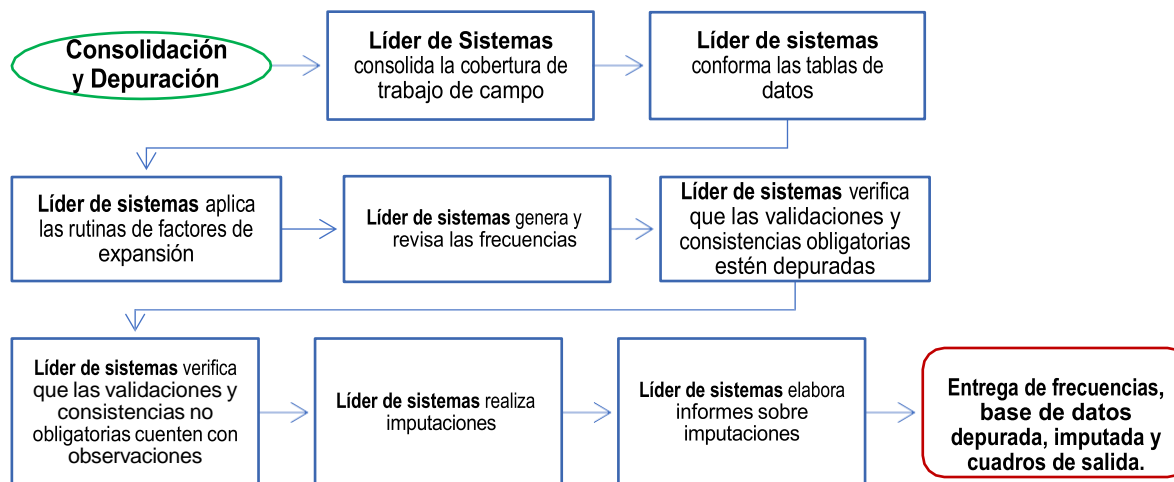 Consolidación
y Depuración
Líder de Sistemas
consolida la cobertura de
trabajo de campo
Líder de sistemas
conforma las tablas de
datos
Líder de sistemas aplica
las rutinas de factores de
expansión
Líder de sistemas genera y
revisa las frecuencias
Líder de sistemas verifica
que las validaciones y
consistencias obligatorias
estén depuradas
Líder de sistemas verifica
que las validaciones y
consistencias no
obligatorias cuenten con
observaciones
Líder de sistemas realiza
imputaciones
Líder de sistemas elabora
informes sobre
imputaciones
Entrega de frecuencias,
base de datos
depurada, imputada y
cuadros de salida.